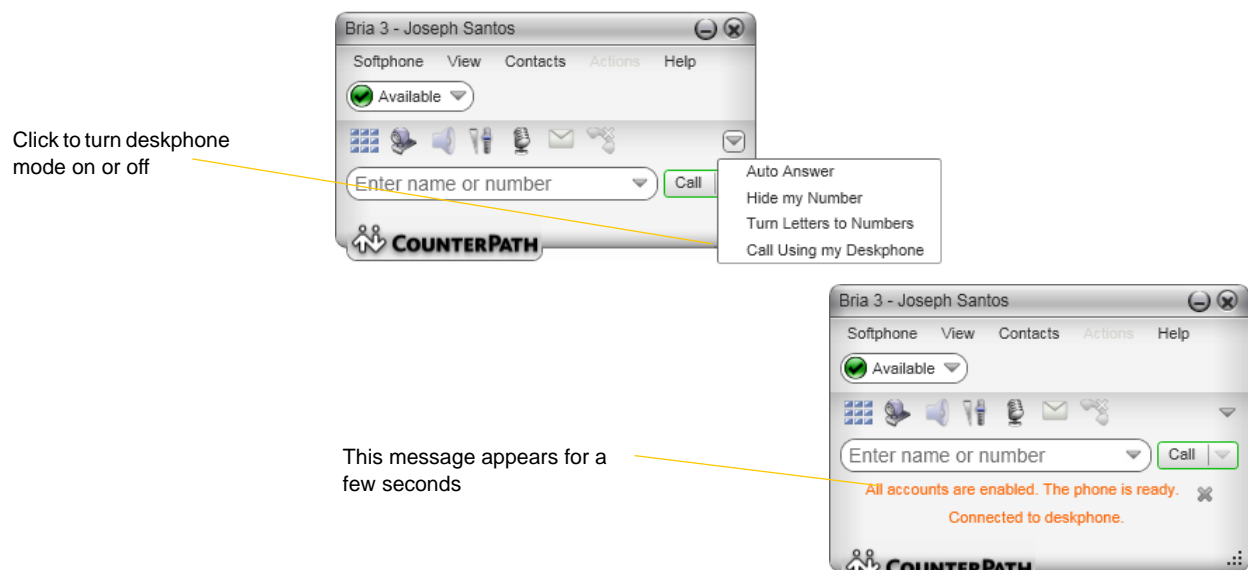 Bria 3 - Joseph Santos
Softphone View Contacts Actions Help
Available
Click to turn deskphone
mode on or off
Enter name or number Call
Auto Answer
Hide my Number
Turn Letters to Numbers
Call Using my Deskphone
COUNTERPATH
Bria 3 - Joseph Santos
Softphone View Contacts Actions Help
Available
This message appears for a
few seconds
Enter name or number Call
All accounts are enabled. The phone is ready.
Connected to deskphone.
COUNTERPATH